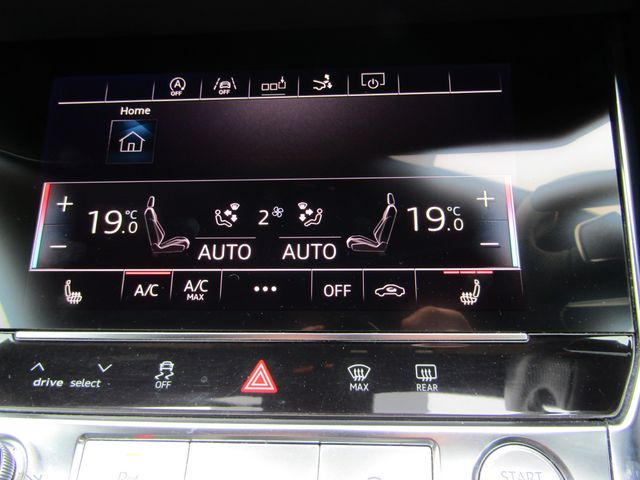 A OFF OFF
Home
+ 19.0 °C 2 19.0 °C +
- AUTO AUTO -
A/C A/C MAX ••• OFF
drive select OFF MAX REAR
START